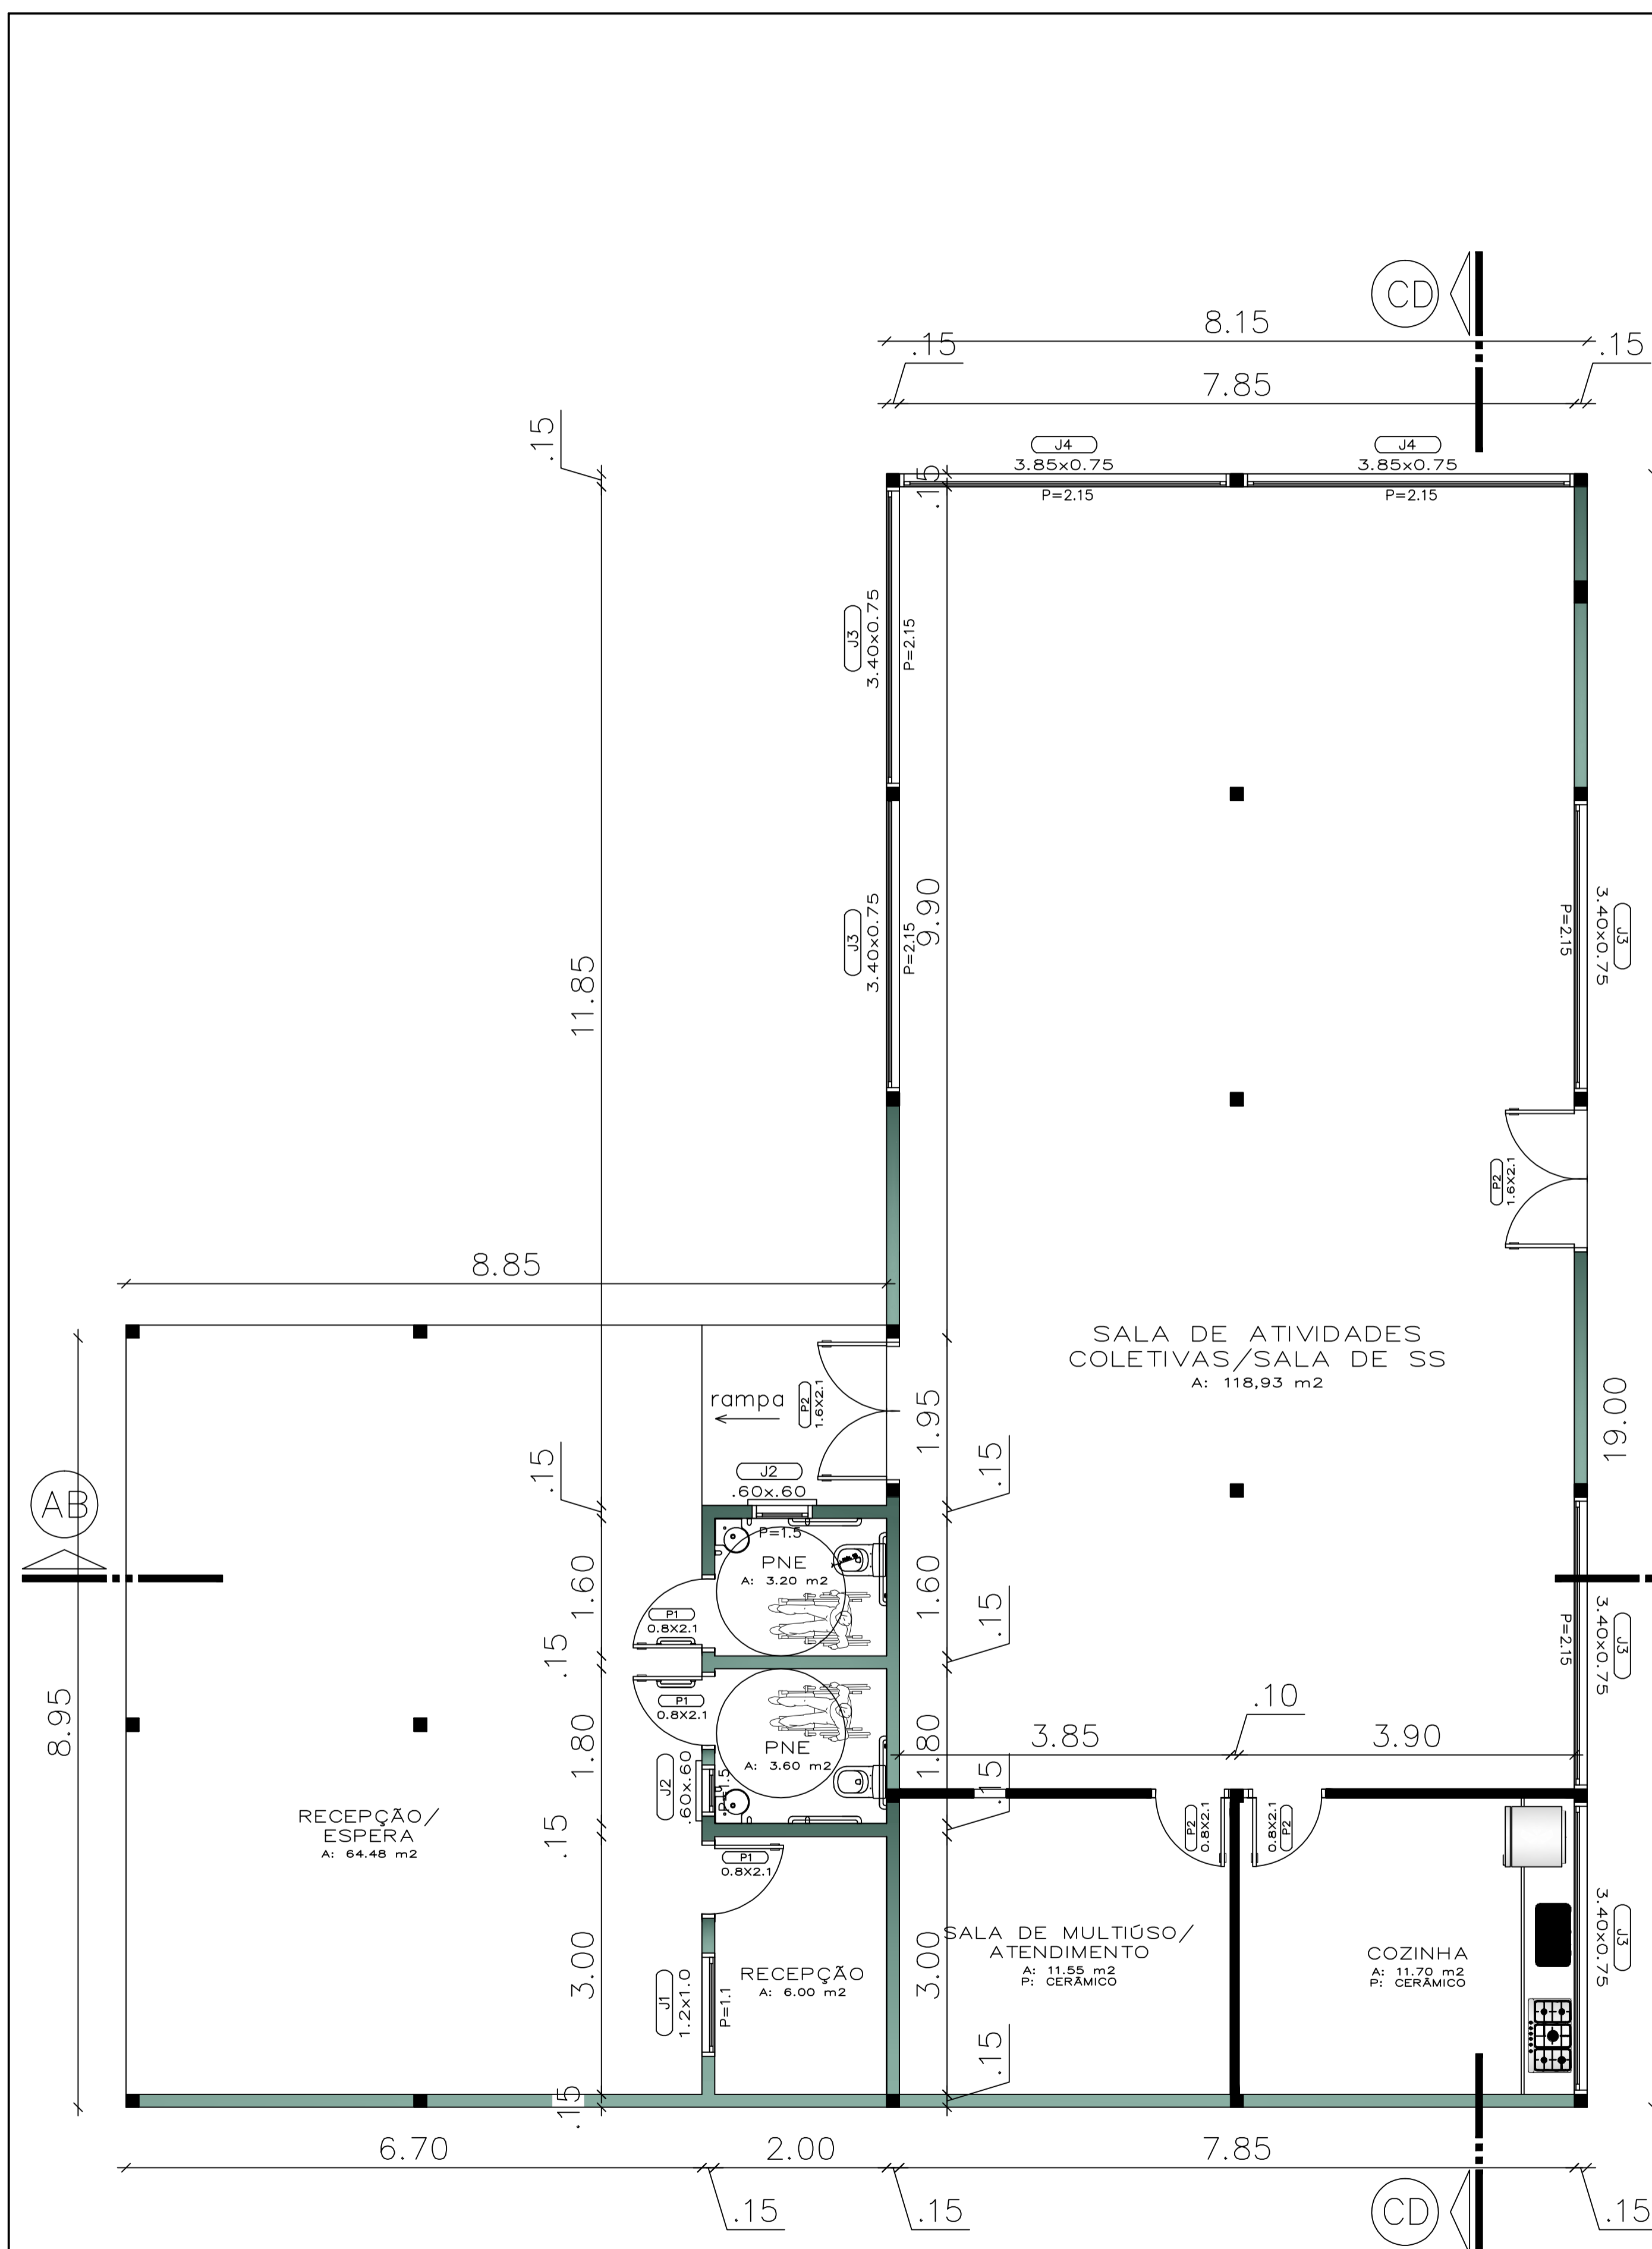 CD
8.15
.15
.15
7.85
.15
J4
3.85x0.75
P=2.15
J4
3.85x0.75
P=2.15
.15
J3
3.40x0.75
P=2.15
J3
3.40x0.75
P=2.15
9.90
11.85
J3
3.40x0.75
P=2.15
P2
1.6X2.1
8.85
SALA DE ATIVIDADES
COLETIVAS/SALA DE SS
A: 118,93 m2
19.00
rampa
P2
1.6X2.1
1.95
.15
.15
J2
.60x.60
P=1.5
AB
PNE
A: 3.20 m2
1.60
1.60
.15
P1
0.8X2.1
.15
J3
3.40x0.75
P=2.15
P1
0.8X2.1
8.95
1.80
PNE
A: 3.60 m2
1.80
J2
.60x.60
P=1.5
.10
3.85
3.90
.15
.15
P2
0.8X2.1
P2
0.8X2.1
RECEPÇÃO/
ESPERA
A: 64.48 m2
P1
0.8X2.1
3.00
J1
1.2x1.0
P=1.1
RECEPÇÃO
A: 6.00 m2
3.00
SALA DE MULTIÚSO/
ATENDIMENTO
A: 11.55 m2
P: CERÂMICO
COZINHA
A: 11.70 m2
P: CERÂMICO
J3
3.40x0.75
.15
.15
6.70
2.00
7.85
.15
.15
CD
.15